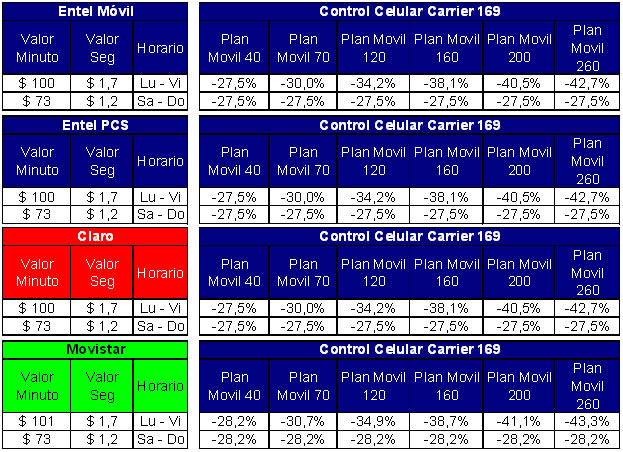 Entel Móvil Control Celular Carrier 169
Valor Minuto Valor Seg Horario Plan Movil 40 Plan Movil 70 Plan Movil 120 Plan Movil 160 Plan Movil 200 Plan Movil 260
$ 100 $ 1,7 Lu - Vi -27,5% -30,0% -34,2% -38,1% -40,5% -42,7%
$ 73 $ 1,2 Sa - Do -27,5% -27,5% -27,5% -27,5% -27,5% -27,5%
Entel PCS Control Celular Carrier 169
Valor Minuto Valor Seg Horario Plan Movil 40 Plan Movil 70 Plan Movil 120 Plan Movil 160 Plan Movil 200 Plan Movil 260
$ 100 $ 1,7 Lu - Vi -27,5% -30,0% -34,2% -38,1% -40,5% -42,7%
$ 73 $ 1,2 Sa - Do -27,5% -27,5% -27,5% -27,5% -27,5% -27,5%
Claro Control Celular Carrier 169
Valor Minuto Valor Seg Horario Plan Movil 40 Plan Movil 70 Plan Movil 120 Plan Movil 160 Plan Movil 200 Plan Movil 260
$ 100 $ 1,7 Lu - Vi -27,5% -30,0% -34,2% -38,1% -40,5% -42,7%
$ 73 $ 1,2 Sa - Do -27,5% -27,5% -27,5% -27,5% -27,5% -27,5%
Movistar Control Celular Carrier 169
Valor Minuto Valor Seg Horario Plan Movil 40 Plan Movil 70 Plan Movil 120 Plan Movil 160 Plan Movil 200 Plan Movil 260
$ 101 $ 1,7 Lu - Vi -28,2% -30,7% -34,9% -38,7% -41,1% -43,3%
$ 73 $ 1,2 Sa - Do -28,2% -28,2% -28,2% -28,2% -28,2% -28,2%